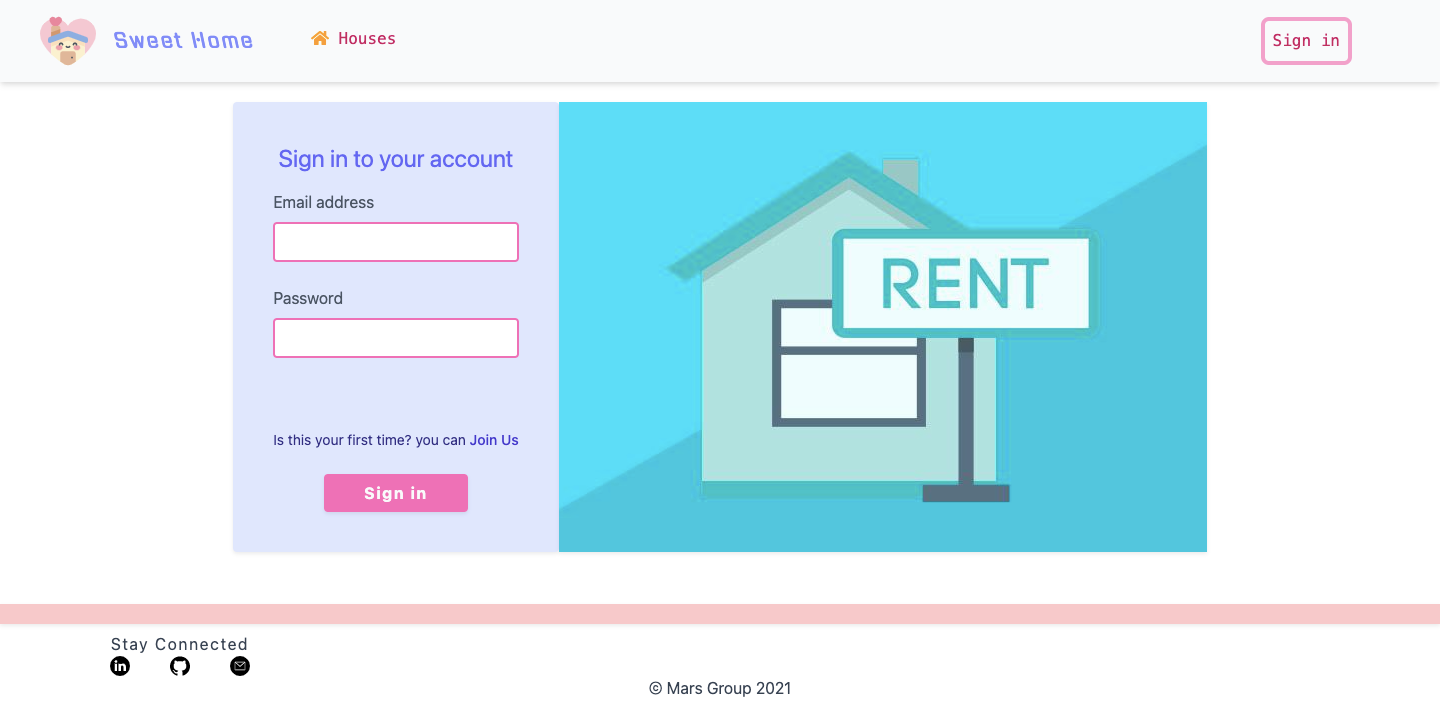 Sweet Home
Houses
Sign in
Sign in to your account
Email address
Password
Is this your first time? you can Join Us
Sign in
RENT
Stay Connected
in
© Mars Group 2021